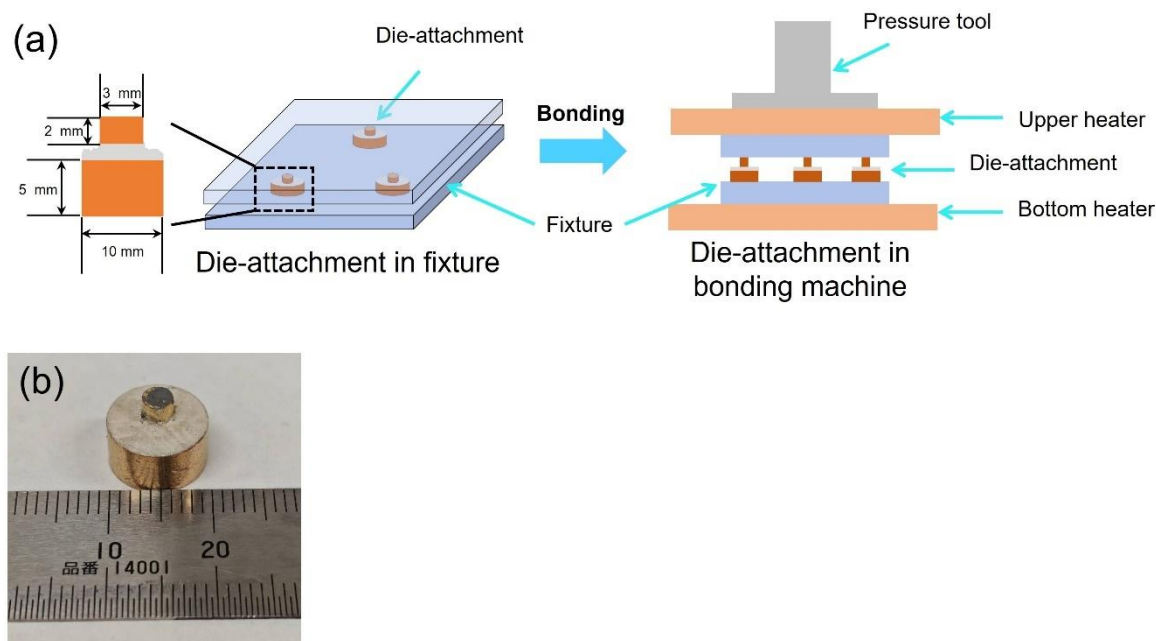 (a)
Die-attachment
Pressure tool
3 mm
2 mm
5 mm
10 mm
Bonding
Upper heater
Die-attachment
Bottom heater
Fixture
Die-attachment in fixture
Die-attachment in
bonding machine
(b)
10 20
品番 14001